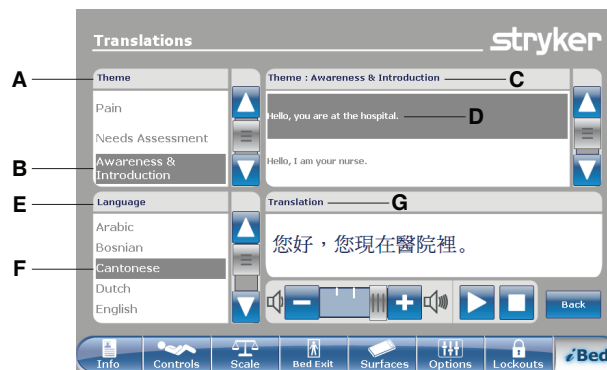 Translations
stryker
A
Theme
Theme : Awareness & Introduction
C
Pain
Needs Assessment
B
Awareness &
Introduction
Hello, you are at the hospital.
D
Hello, I am your nurse.
E
Language
Translation
G
Arabic
Bosnian
F
Cantonese
Dutch
English
您好，您現在醫院裡。
Back
Info
Controls
Scale
Bed Exit
Surfaces
Options
Lockouts
iBed